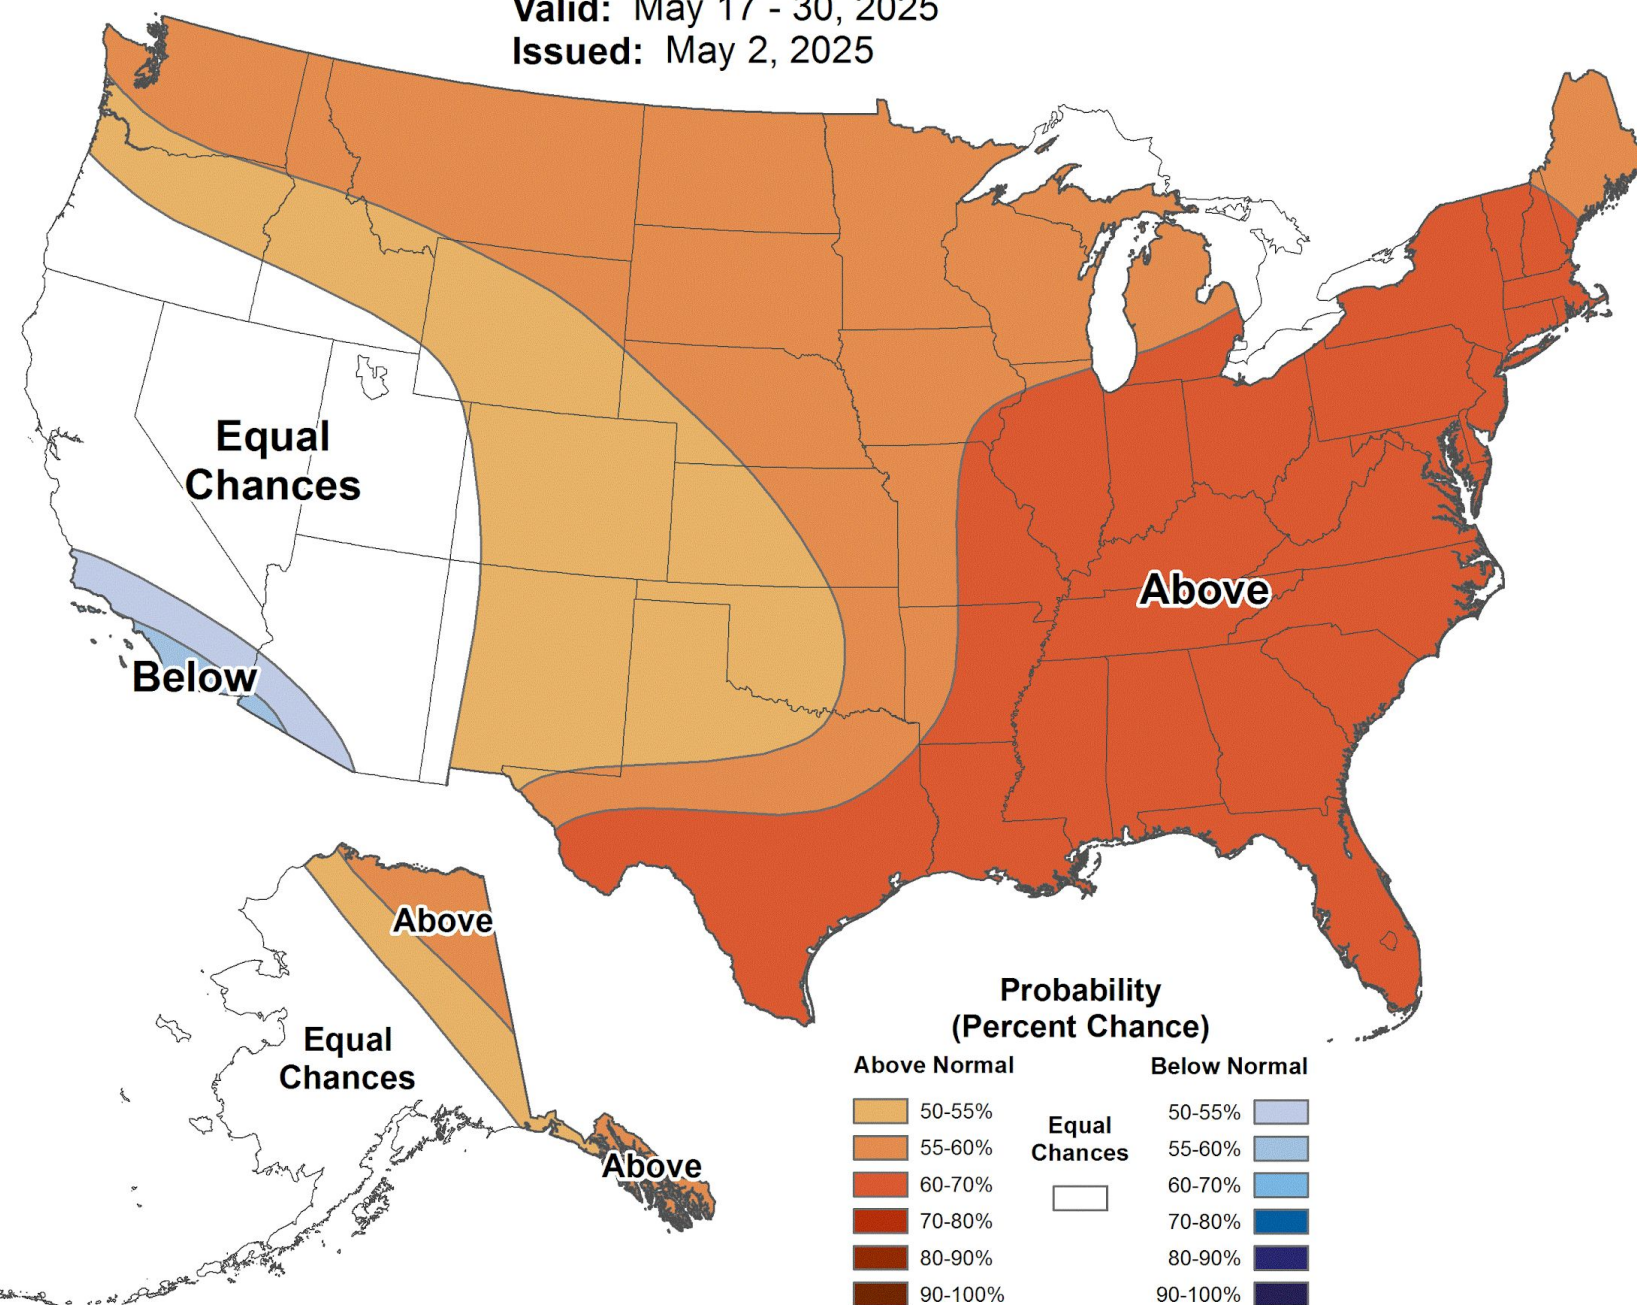 Valid: May 17 - 30, 2025
Issued: May 2, 2025
Equal
Chances
Above
Below
Above
Equal
Chances
Above
Probability
(Percent Chance)
Above Normal
Below Normal
50-55%
55-60%
60-70%
70-80%
80-90%
90-100%
Equal
Chances
50-55%
55-60%
60-70%
70-80%
80-90%
90-100%